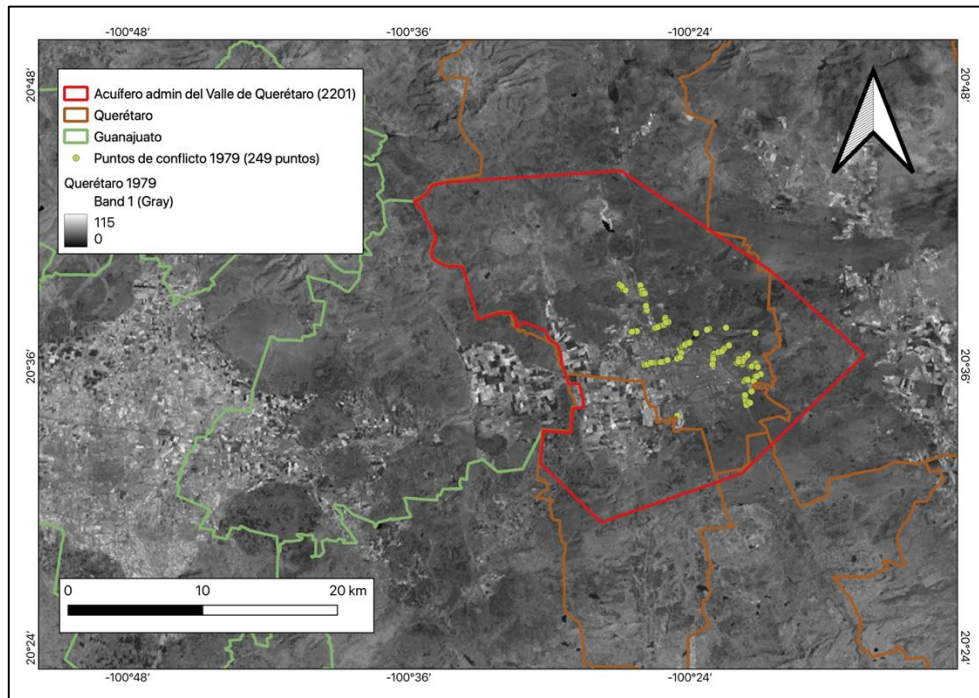 -100°48′
-100°36′
-100°24′
20°48′
20°48′
Acuífero admin del Valle de Querétaro (2201)
Querétaro
Guanajuato
Puntos de conflicto 1979 (249 puntos)
Querétaro 1979
Band 1 (Gray)
115
0
20°36′
20°36′
0
10
20 km
20°24′
20°24′
-100°48′
-100°36′
-100°24′